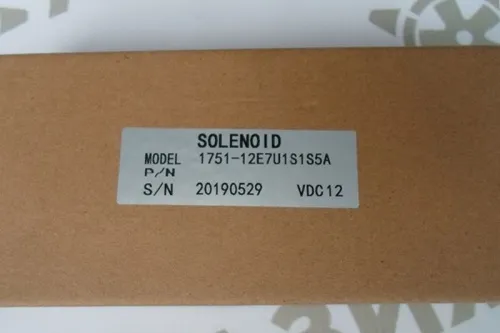 SOLENOID
MODEL 1751-12E7U1S1S5A
P/N
S/N 20190529 VDC12